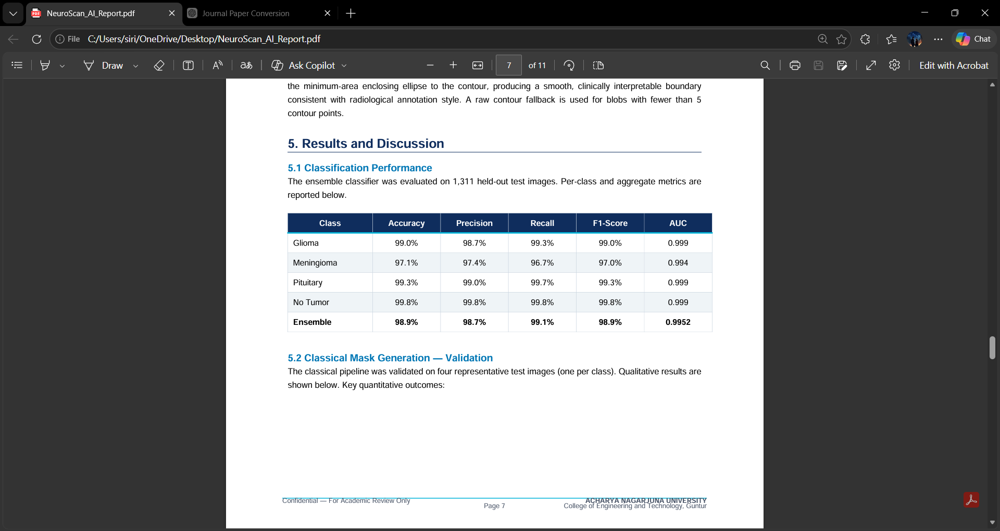 NeuroScan_AI_Report.pdf
Journal Paper Conversion
File C:/Users/siri/OneDrive/Desktop/NeuroScan_AI_Report.pdf
Chat
Draw
aあ
Ask Copilot
7 of 11
Edit with Acrobat
the minimum-area enclosing ellipse to the contour, producing a smooth, clinically interpretable boundary
consistent with radiological annotation style. A raw contour fallback is used for blobs with fewer than 5
contour points.
5. Results and Discussion
5.1 Classification Performance
The ensemble classifier was evaluated on 1,311 held-out test images. Per-class and aggregate metrics are
reported below.
Class Accuracy Precision Recall F1-Score AUC
Glioma 99.0% 98.7% 99.3% 99.0% 0.999
Meningioma 97.1% 97.4% 96.7% 97.0% 0.994
Pituitary 99.3% 99.0% 99.7% 99.3% 0.999
No Tumor 99.8% 99.8% 99.8% 99.8% 0.999
Ensemble 98.9% 98.7% 99.1% 98.9% 0.9952
5.2 Classical Mask Generation — Validation
The classical pipeline was validated on four representative test images (one per class). Qualitative results are
shown below. Key quantitative outcomes:
Confidential — For Academic Review Only
Page 7
ACHARYA NAGARJUNA UNIVERSITY
College of Engineering and Technology, Guntur